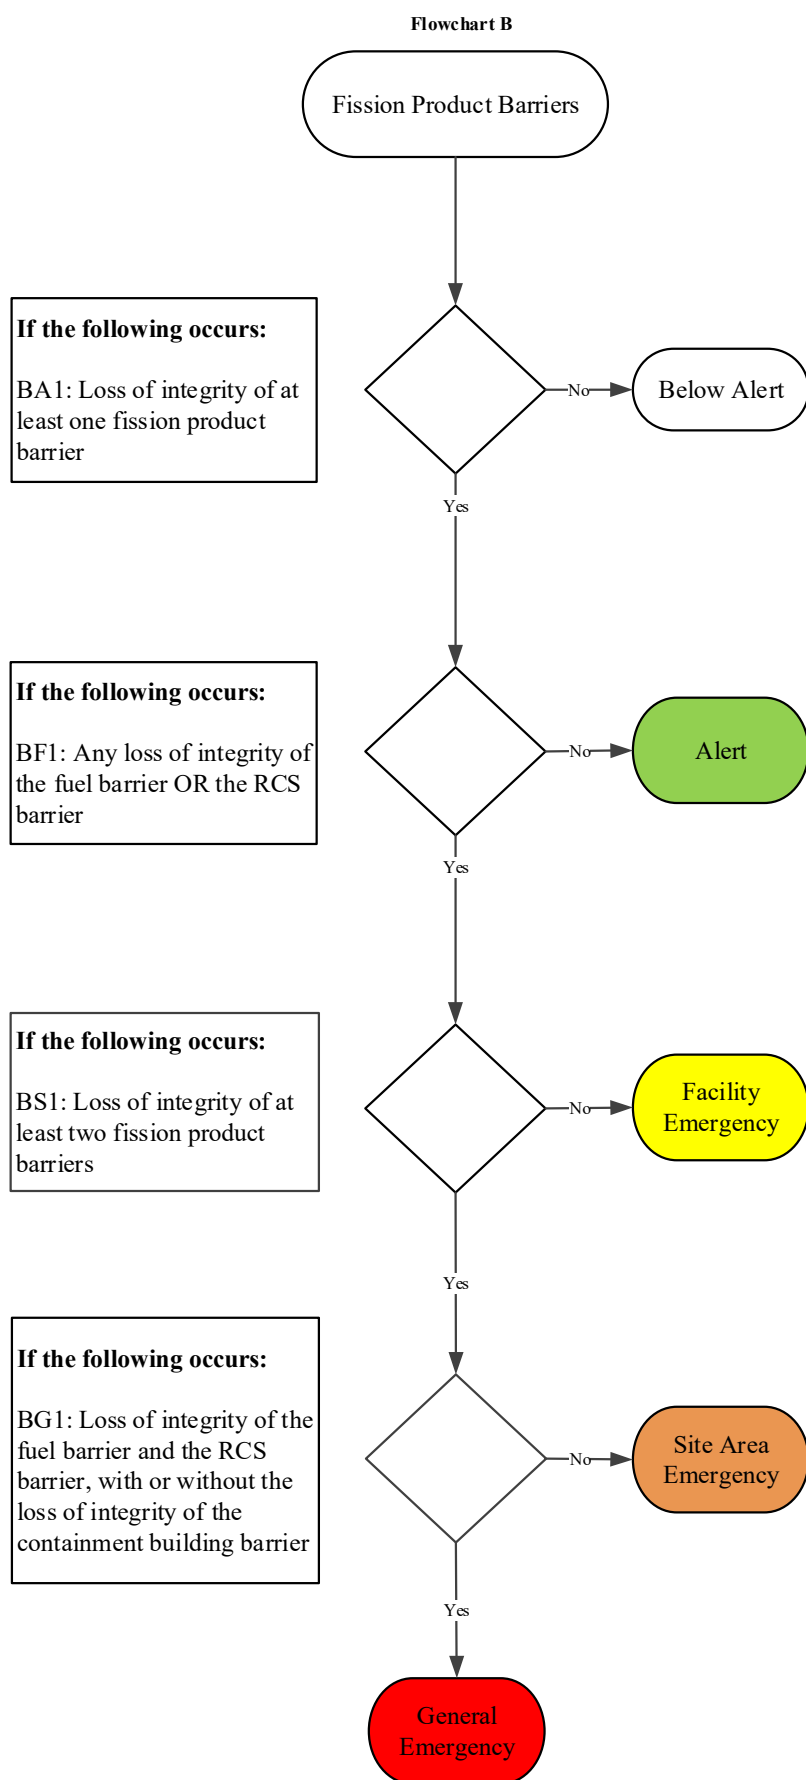 Flowchart B
Fission Product Barriers
If the following occurs:
BA1: Loss of integrity of at
least one fission product
barrier
No
Below Alert
Yes
If the following occurs:
BF1: Any loss of integrity of
the fuel barrier OR the RCS
barrier
No
Alert
Yes
If the following occurs:
BS1: Loss of integrity of at
least two fission product
barriers
No
Facility
Emergency
Yes
If the following occurs:
BG1: Loss of integrity of the
fuel barrier and the RCS
barrier, with or without the
loss of integrity of the
containment building barrier
No
Site Area
Emergency
Yes
General
Emergency